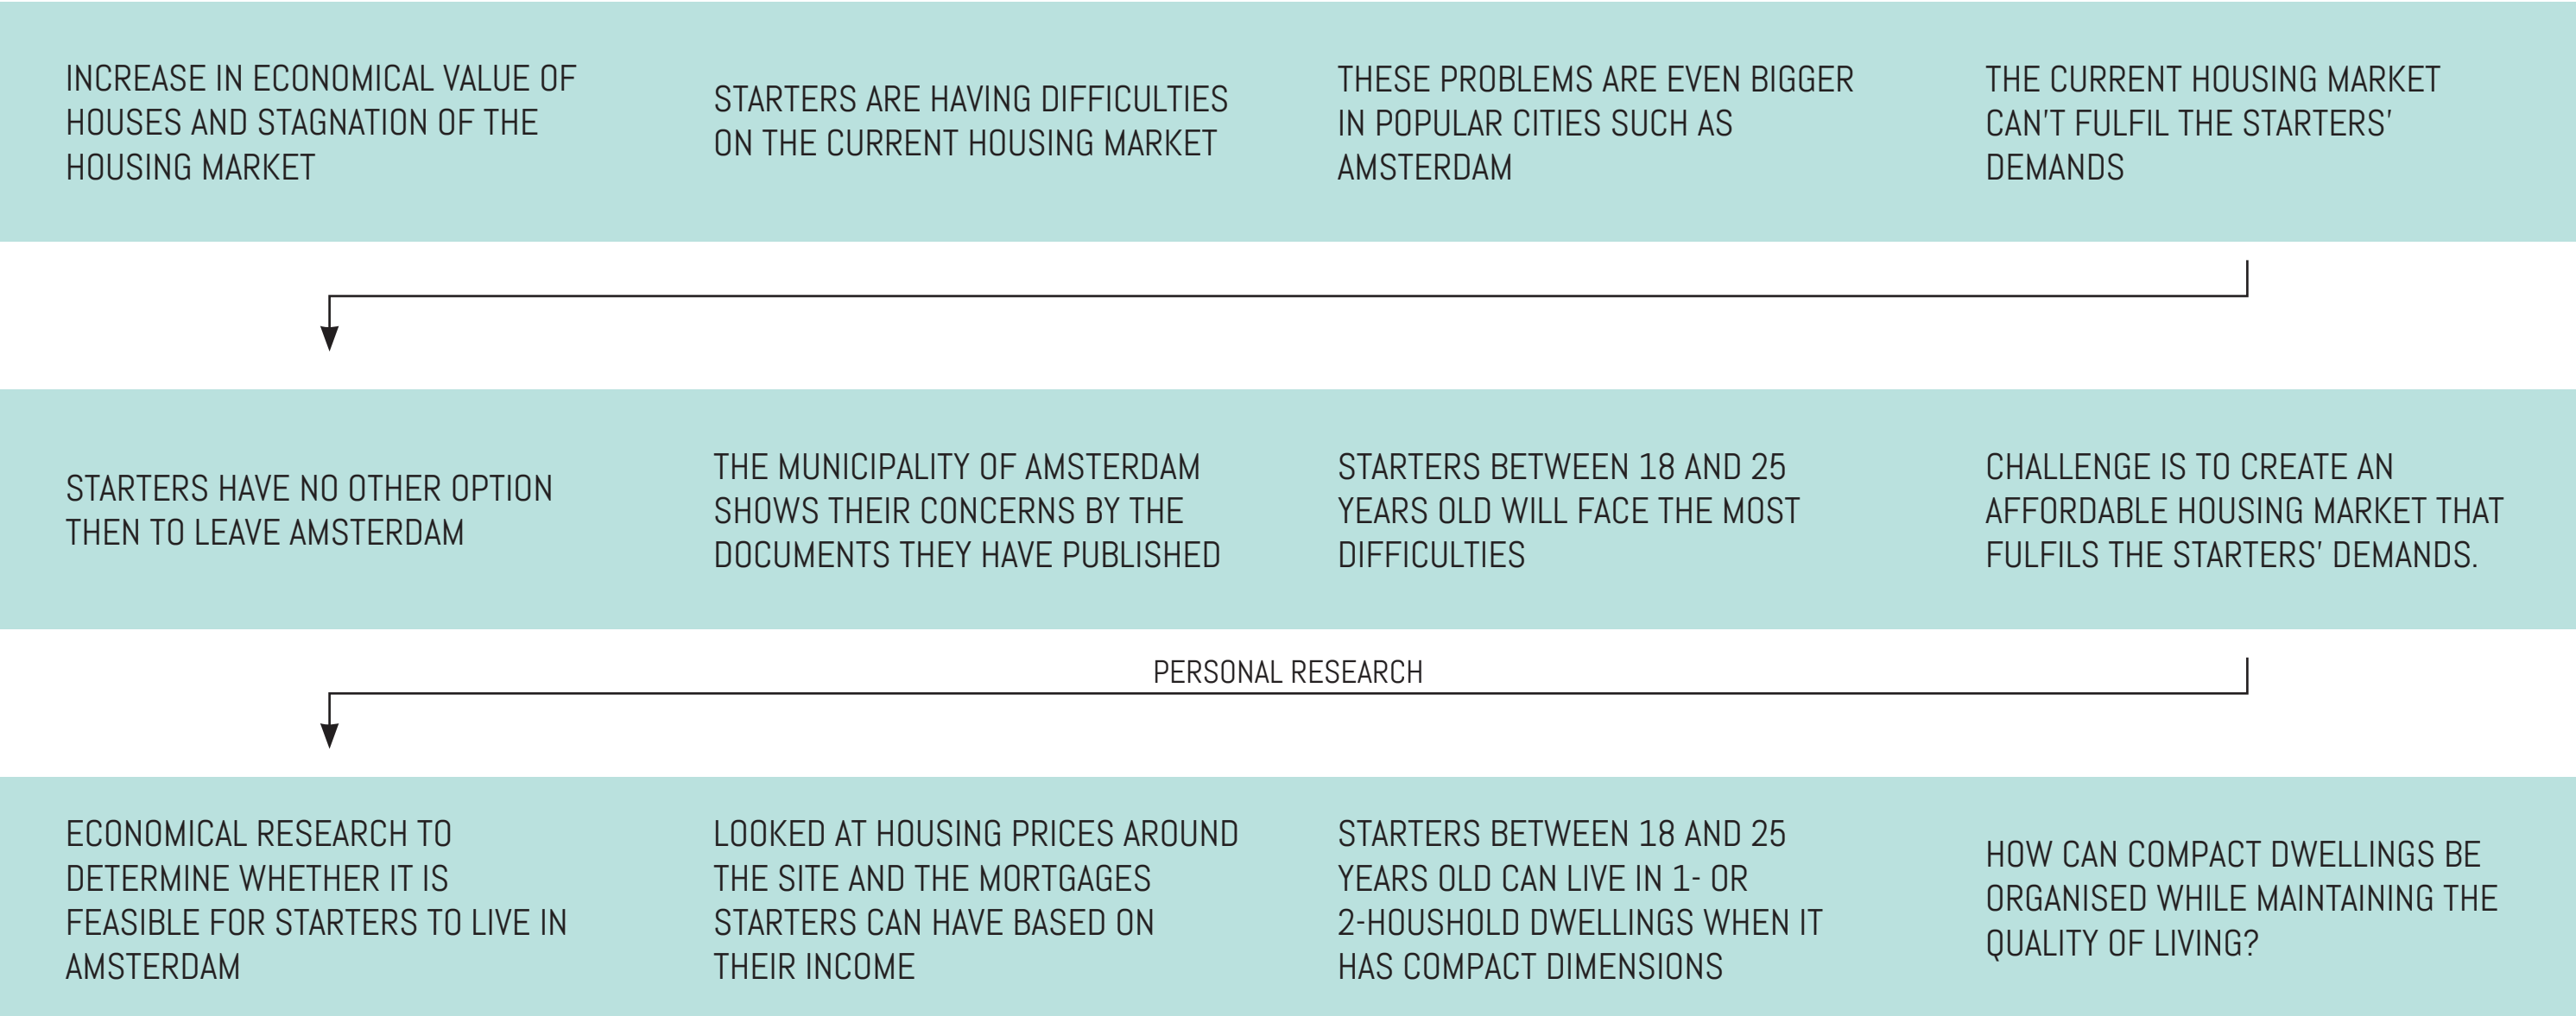 INCREASE IN ECONOMICAL VALUE OF
HOUSES AND STAGNATION OF THE
HOUSING MARKET
STARTERS ARE HAVING DIFFICULTIES
ON THE CURRENT HOUSING MARKET
THESE PROBLEMS ARE EVEN BIGGER
IN POPULAR CITIES SUCH AS
AMSTERDAM
THE CURRENT HOUSING MARKET
CAN'T FULFIL THE STARTERS'
DEMANDS
STARTERS HAVE NO OTHER OPTION
THEN TO LEAVE AMSTERDAM
THE MUNICIPALITY OF AMSTERDAM
SHOWS THEIR CONCERNS BY THE
DOCUMENTS THEY HAVE PUBLISHED
STARTERS BETWEEN 18 AND 25
YEARS OLD WILL FACE THE MOST
DIFFICULTIES
CHALLENGE IS TO CREATE AN
AFFORDABLE HOUSING MARKET THAT
FULFILS THE STARTERS' DEMANDS.
PERSONAL RESEARCH
ECONOMICAL RESEARCH TO
DETERMINE WHETHER IT IS
FEASIBLE FOR STARTERS TO LIVE IN
AMSTERDAM
LOOKED AT HOUSING PRICES AROUND
THE SITE AND THE MORTGAGES
STARTERS CAN HAVE BASED ON
THEIR INCOME
STARTERS BETWEEN 18 AND 25
YEARS OLD CAN LIVE IN 1- OR
2-HOUSHOLD DWELLINGS WHEN IT
HAS COMPACT DIMENSIONS
HOW CAN COMPACT DWELLINGS BE
ORGANISED WHILE MAINTAINING THE
QUALITY OF LIVING?